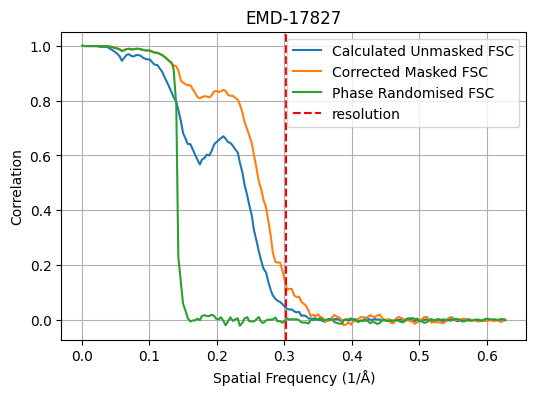 EMD-17827
Calculated Unmasked FSC
Corrected Masked FSC
Phase Randomised FSC
resolution
Correlation
1.0
0.8
0.6
0.4
0.2
0.0
0.0 0.1 0.2 0.3 0.4 0.5 0.6
Spatial Frequency (1/Å)